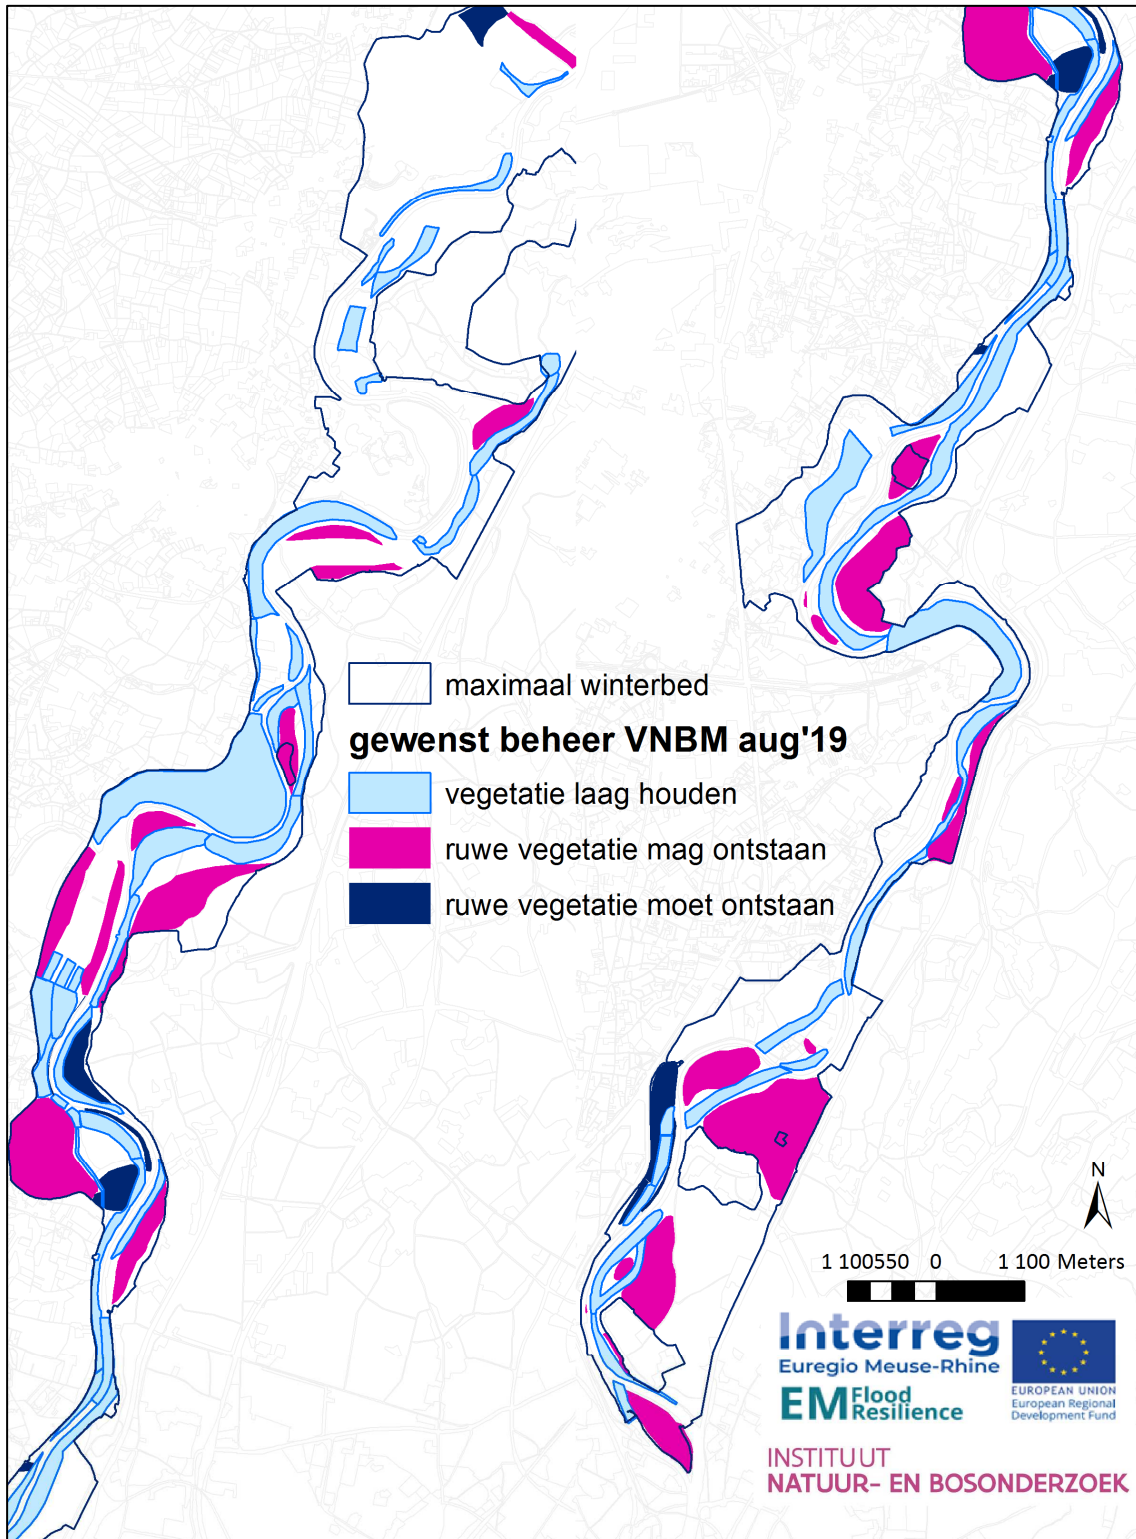 maximaal winterbed
gewenst beheer VNBM aug'19
vegetatie laag houden
ruwe vegetatie mag ontstaan
ruwe vegetatie moet ontstaan
N
1 100550 0 1 100 Meters
Interreg
Euregio Meuse-Rhine
EM Flood Resilience
EUROPEAN UNION
European Regional
Development Fund
INSTITUUT
NATUUR- EN BOSONDERZOEK